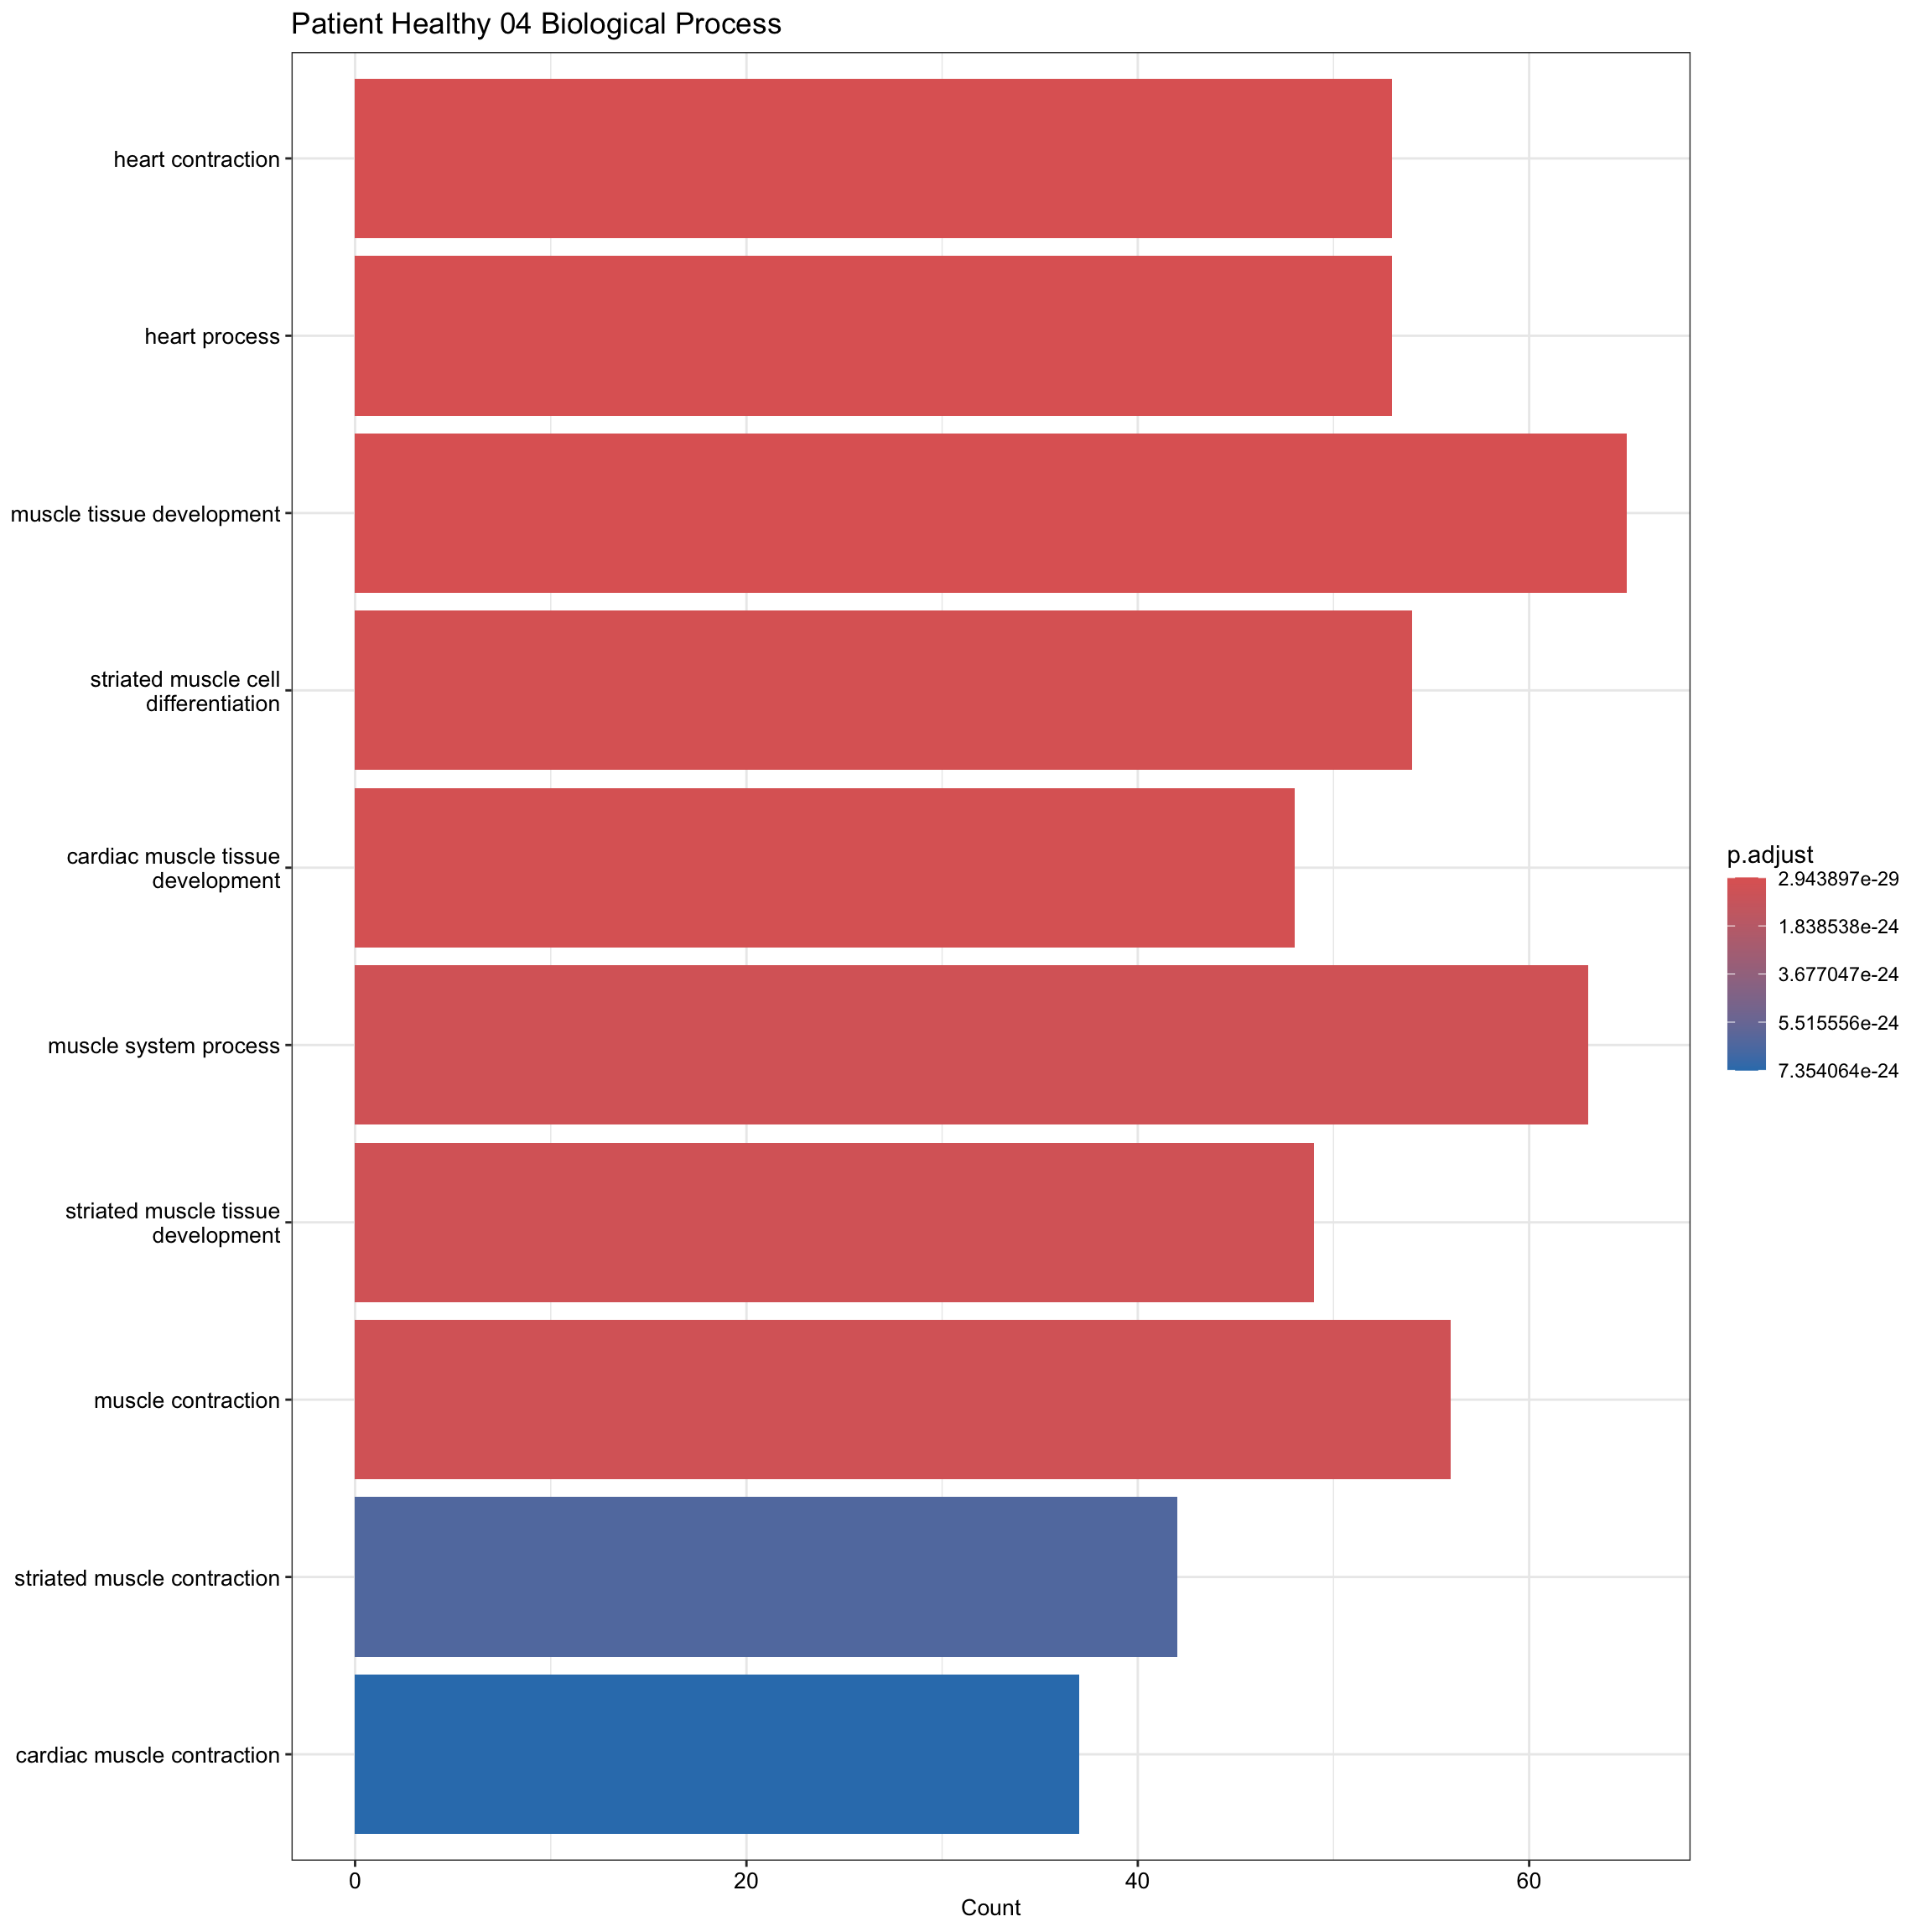 Patient Healthy 04 Biological Process
heart contraction
heart process
muscle tissue development
striated muscle cell
differentiation
cardiac muscle tissue
development
muscle system process
striated muscle tissue
development
muscle contraction
striated muscle contraction
cardiac muscle contraction
0
20
40
60
Count
p.adjust
2.943897e-29
1.838538e-24
3.677047e-24
5.515556e-24
7.354064e-24